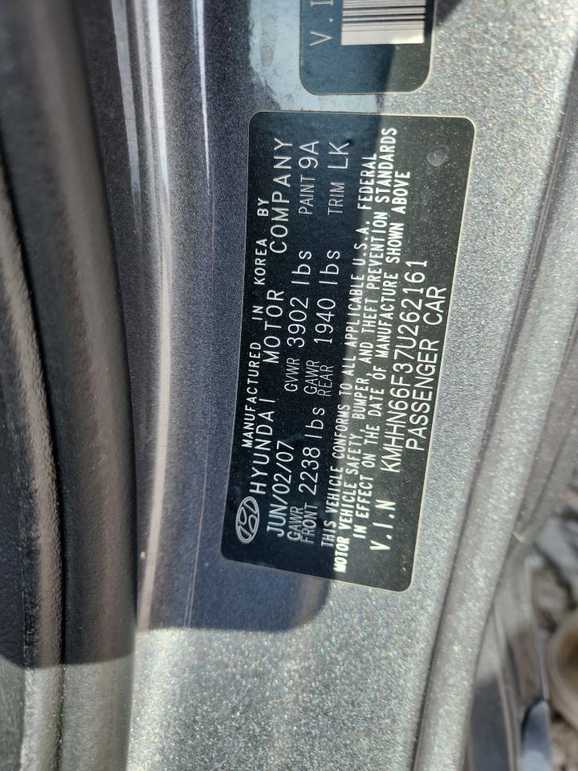 V.I
MANUFACTURED IN KOREA BY
HYUNDAI MOTOR COMPANY
JUN/02/07 GVWR 3902 lbs PAINT 9A
GAWR FRONT 2238 lbs GAWR REAR 1940 lbs TRIM LK
THIS VEHICLE CONFORMS TO ALL APPLICABLE U.S.A. FEDERAL
MOTOR VEHICLE SAFETY, BUMPER, AND THEFT PREVENTION STANDARDS
IN EFFECT ON THE DATE OF MANUFACTURE SHOWN ABOVE
V.I.N KMHHN66F37U262161
PASSENGER CAR